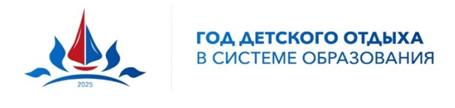 2025
ГОД ДЕТСКОГО ОТДЫХА
В СИСТЕМЕ ОБРАЗОВАНИЯ